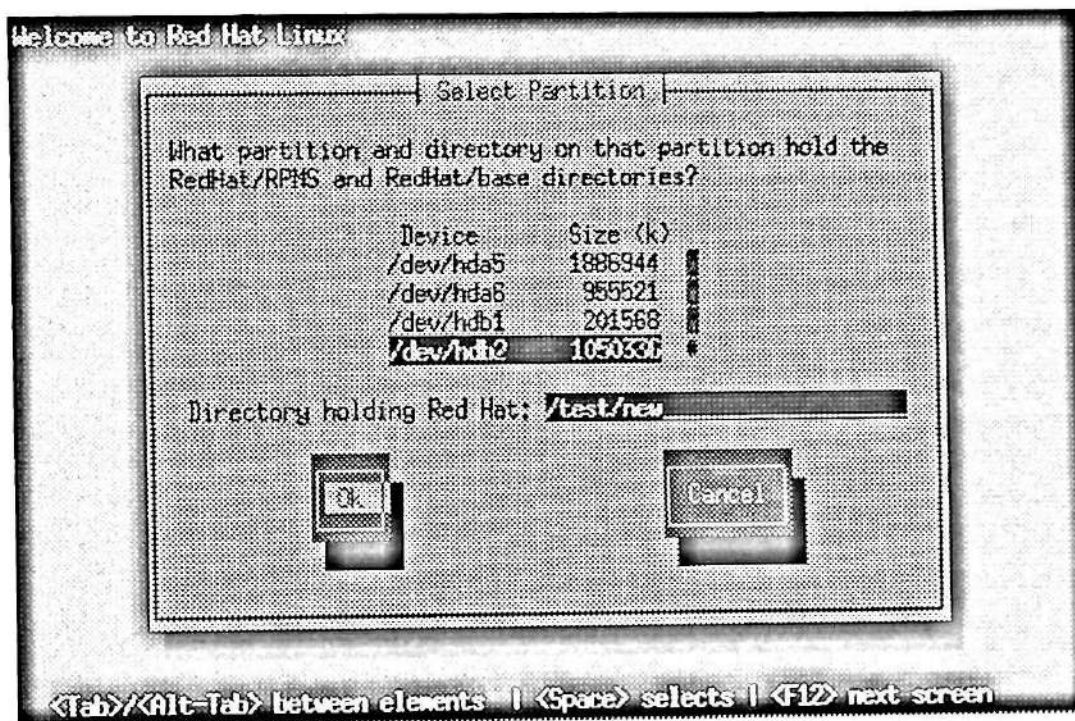 Welcome to Red Hat Linux
Select Partition
What partition and directory on that partition hold the
RedHat/RPMS and RedHat/base directories?
Device Size (k)
/dev/hda5 1886944
/dev/hda6 955521
/dev/hdb1 201568
/dev/hdb2 1050336
Directory holding Red Hat: /test/new
Ok Cancel
<Tab>/<Alt-Tab> between elements | <Space> selects | <F12> next screen